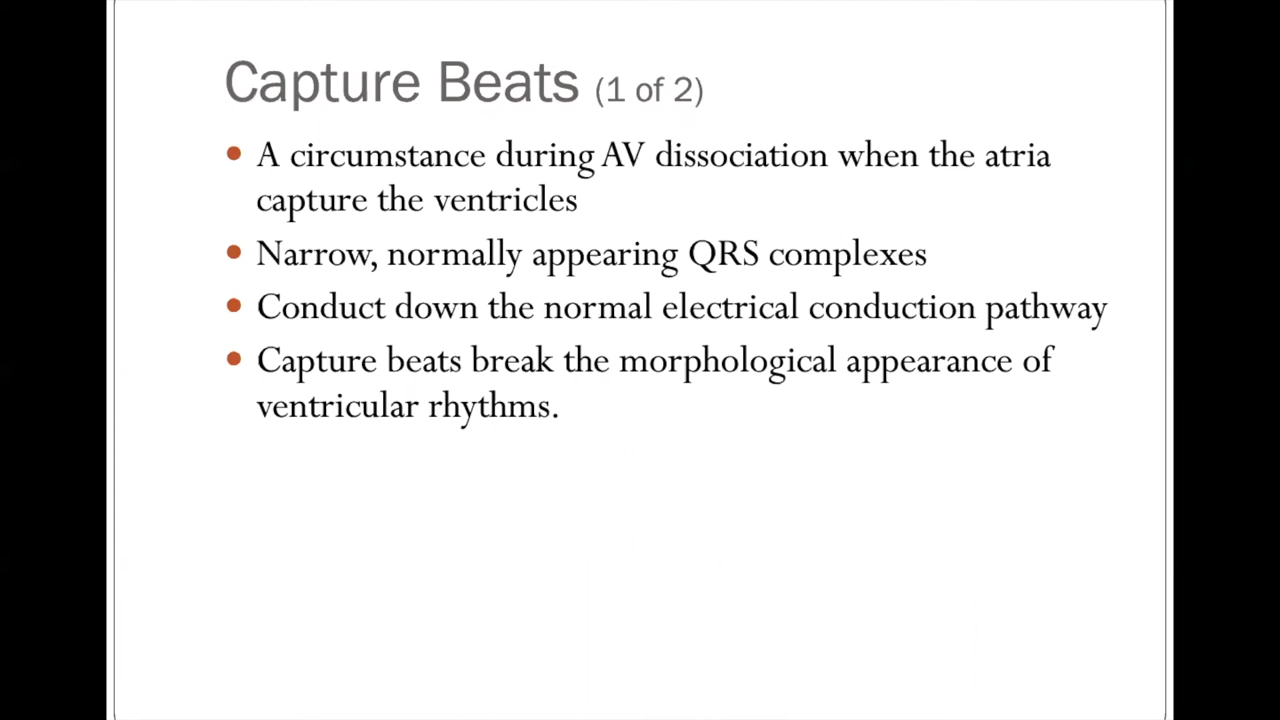 Capture Beats (1 of 2)
• A circumstance during AV dissociation when the atria
capture the ventricles
• Narrow, normally appearing QRS complexes
• Conduct down the normal electrical conduction pathway
• Capture beats break the morphological appearance of
ventricular rhythms.